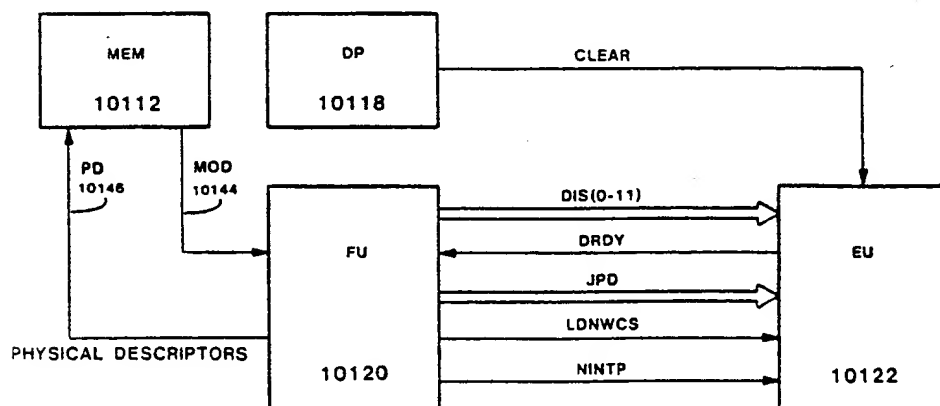 MEM
10112
DP
10118
CLEAR
PD
10146
MOD
10144
FU
10120
DIS(0-11)
DRDY
JPD
LDNWCS
NINTP
EU
10122
PHYSICAL DESCRIPTORS